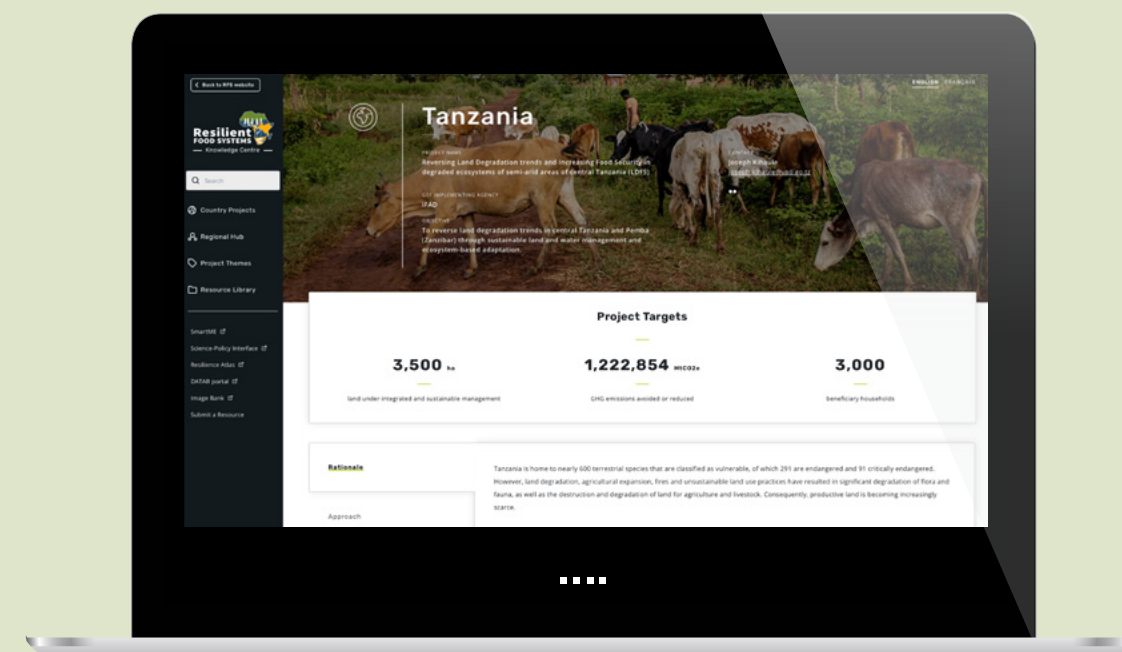 Back to RFS website
Resilient
FOOD SYSTEMS
Knowledge Centre
Search
Country Projects
Regional Hub
Project Themes
Resource Library
SmartME
Science-Policy Interface
Resilience Atlas
DATAR portal
Image Bank
Submit a Resource
ENGLISH FRANÇAIS
Tanzania
PROJECT NAME
Reversing Land Degradation trends and increasing Food Security in
degraded ecosystems of semi-arid areas of central Tanzania (LDFS)
GEF IMPLEMENTING AGENCY
IFAD
OBJECTIVE
To reverse land degradation trends in central Tanzania and Pemba
(Zanzibar) through sustainable land and water management and
ecosystem-based adaptation.
CONTACT
Joseph Kihaule
Project Targets
3,500 ha
land under integrated and sustainable management
1,222,854 MtCO2e
GHG emissions avoided or reduced
3,000
beneficiary households
Rationale
Approach
Tanzania is home to nearly 600 terrestrial species that are classified as vulnerable, of which 291 are endangered and 91 critically endangered.
However, land degradation, agricultural expansion, fires and unsustainable land use practices have resulted in significant degradation of flora and
fauna, as well as the destruction and degradation of land for agriculture and livestock. Consequently, productive land is becoming increasingly
scarce.